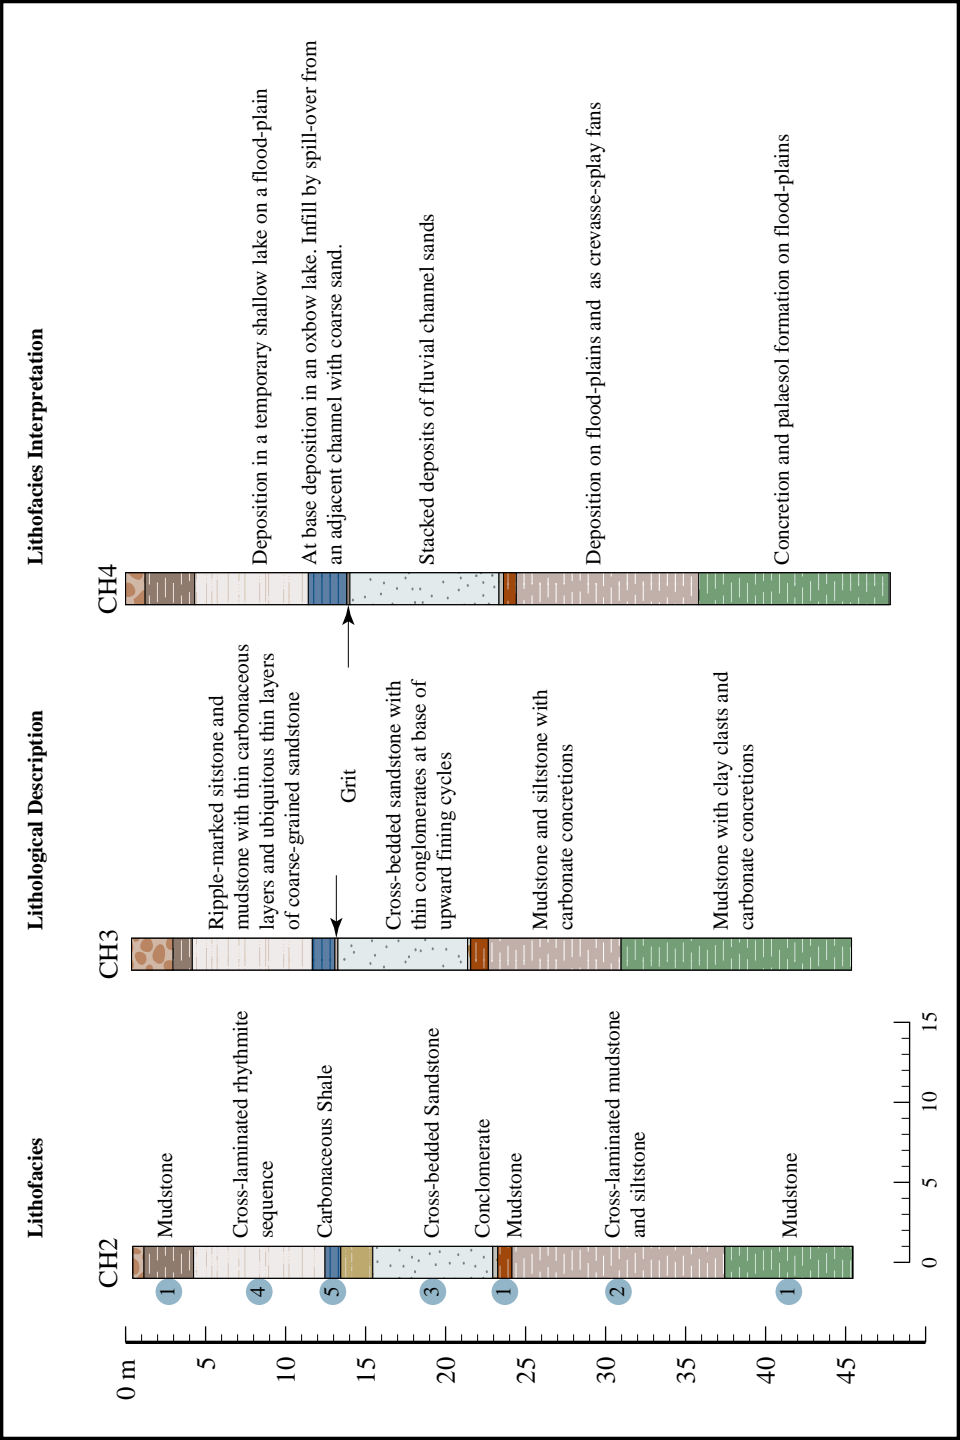 Lithofacies
Lithological Description
Lithofacies Interpretation
CH2
CH3
CH4
0 m
5
10
15
20
25
30
35
40
45
1
4
5
3
1
2
1
Mudstone
Cross-laminated rhythmite
sequence
Carbonaceous Shale
Cross-bedded Sandstone
Conclomerate
Mudstone
Cross-laminated mudstone
and siltstone
Mudstone
Ripple-marked sitstone and
mudstone with thin carbonaceous
layers and ubiquitous thin layers
of coarse-grained sandstone
Grit
Cross-bedded sandstone with
thin conglomerates at base of
upward fining cycles
Mudstone and siltstone with
carbonate concretions
Mudstone with clay clasts and
carbonate concretions
Deposition in a temporary shallow lake on a flood-plain
At base deposition in an oxbow lake. Infill by spill-over from
an adjacent channel with coarse sand.
Stacked deposits of fluvial channel sands
Deposition on flood-plains and as crevasse-splay fans
Concretion and palaesol formation on flood-plains
0
5
10
15